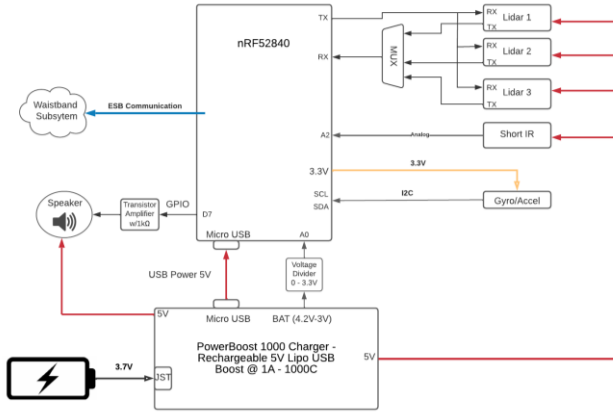 TX
nRF52840
RX
MUX
RX
Lidar 1
TX
RX
Lidar 2
TX
RX
Lidar 3
TX
Waistband
Subsytem
ESB Communication
A2
Analog
Short IR
3.3V
3.3V
SCL
SDA
I2C
Gyro/Accel
Speaker
Transistor
Amplifier
w/1kΩ
GPIO
D7
Micro USB
A0
USB Power 5V
Voltage
Divider
0 - 3.3V
5V
Micro USB
BAT (4.2V-3V)
PowerBoost 1000 Charger -
Rechargeable 5V Lipo USB
Boost @ 1A - 1000C
5V
3.7V
JST